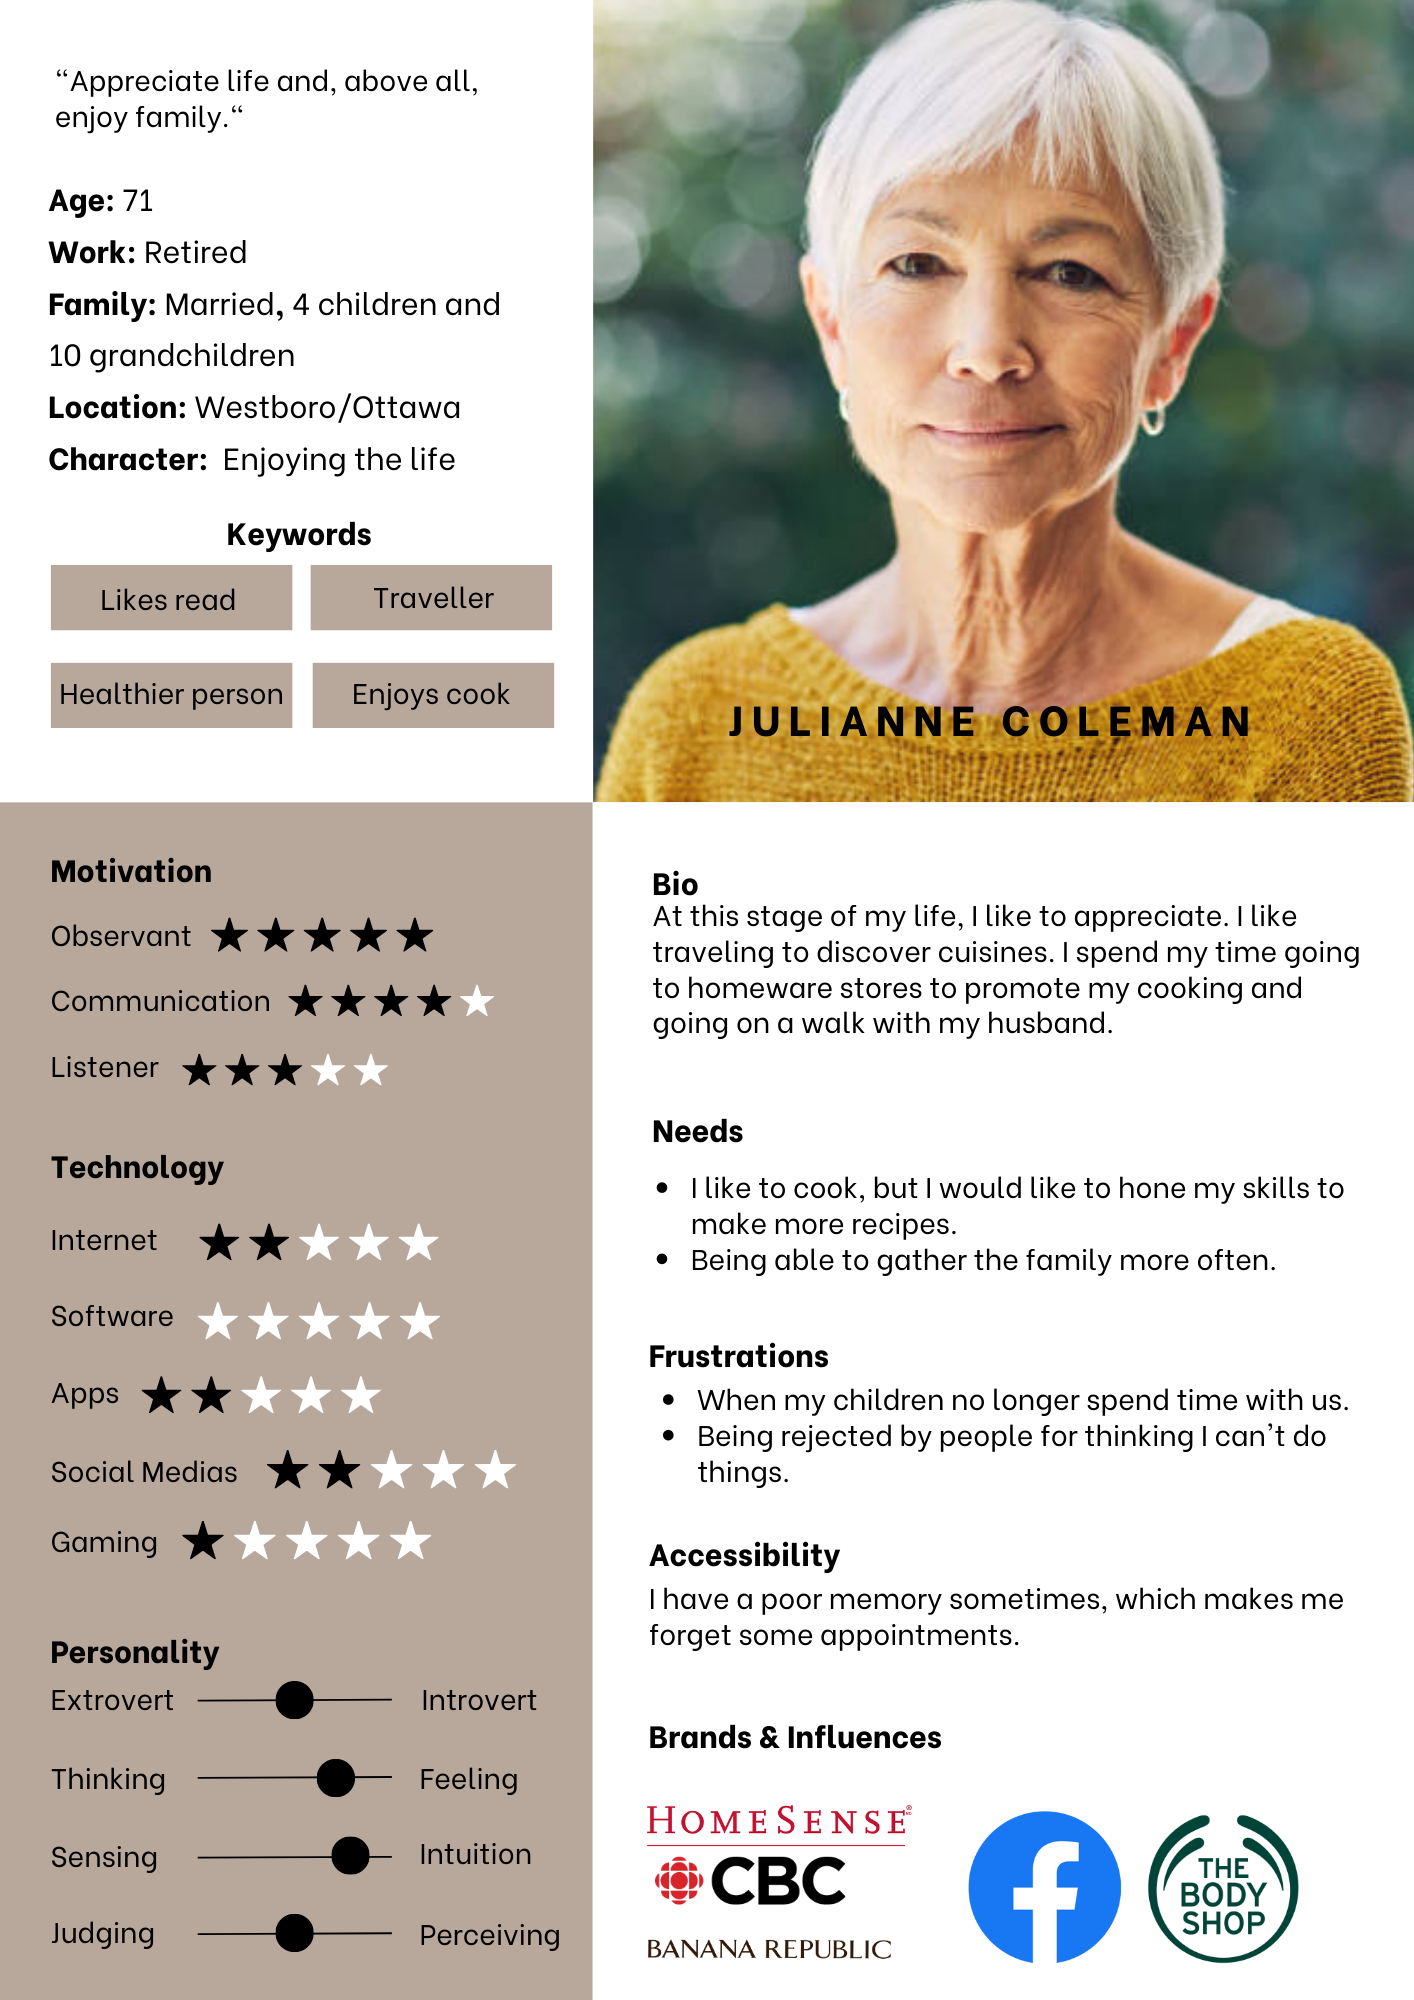 “Appreciate life and, above all,
enjoy family.“
Age: 71
Work: Retired
Family: Married, 4 children and
10 grandchildren
Location: Westboro/Ottawa
Character: Enjoying the life
Keywords
Likes read
Traveller
Healthier person
Enjoys cook
JULIANNE COLEMAN
Motivation
Observant
Communication
Listener
Technology
Internet
Software
Apps
Social Medias
Gaming
Personality
Extrovert Introvert
Thinking Feeling
Sensing Intuition
Judging Perceiving
Bio
At this stage of my life, I like to appreciate. I like
traveling to discover cuisines. I spend my time going
to homeware stores to promote my cooking and
going on a walk with my husband.
Needs
• I like to cook, but I would like to hone my skills to
make more recipes.
• Being able to gather the family more often.
Frustrations
• When my children no longer spend time with us.
• Being rejected by people for thinking I can't do
things.
Accessibility
I have a poor memory sometimes, which makes me
forget some appointments.
Brands & Influences
HOMESENSE®
CBC
BANANA REPUBLIC
f
THE
BODY
SHOP